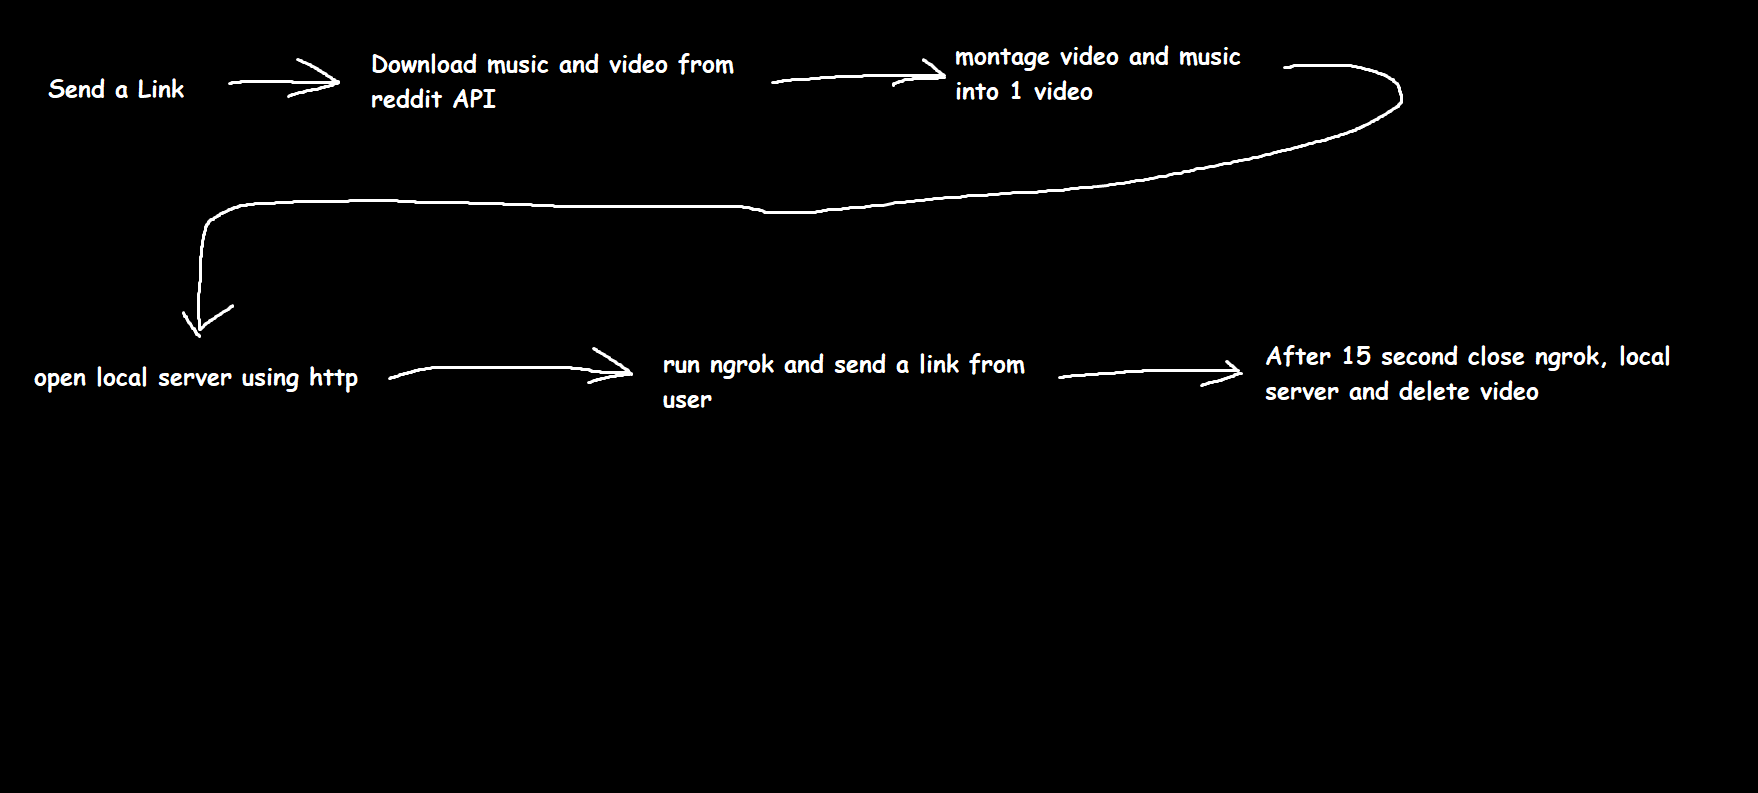 Send a Link
Download music and video from
reddit API
montage video and music
into 1 video
open local server using http
run ngrok and send a link from
user
After 15 second close ngrok, local
server and delete video